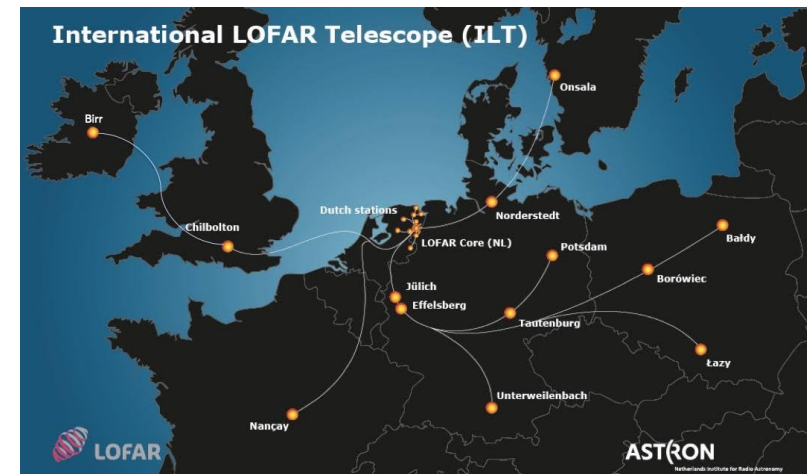 International LOFAR Telescope (ILT)
Onsala
Birr
Dutch stations
Norderstedt
Chilbolton
LOFAR Core (NL)
Potsdam
Bałdy
Borówiec
Jülich
Effelsberg
Tautenburg
Łazy
Unterweilenbach
Nançay
LOFAR
ASTRON
Netherlands Institute for Radio Astronomy